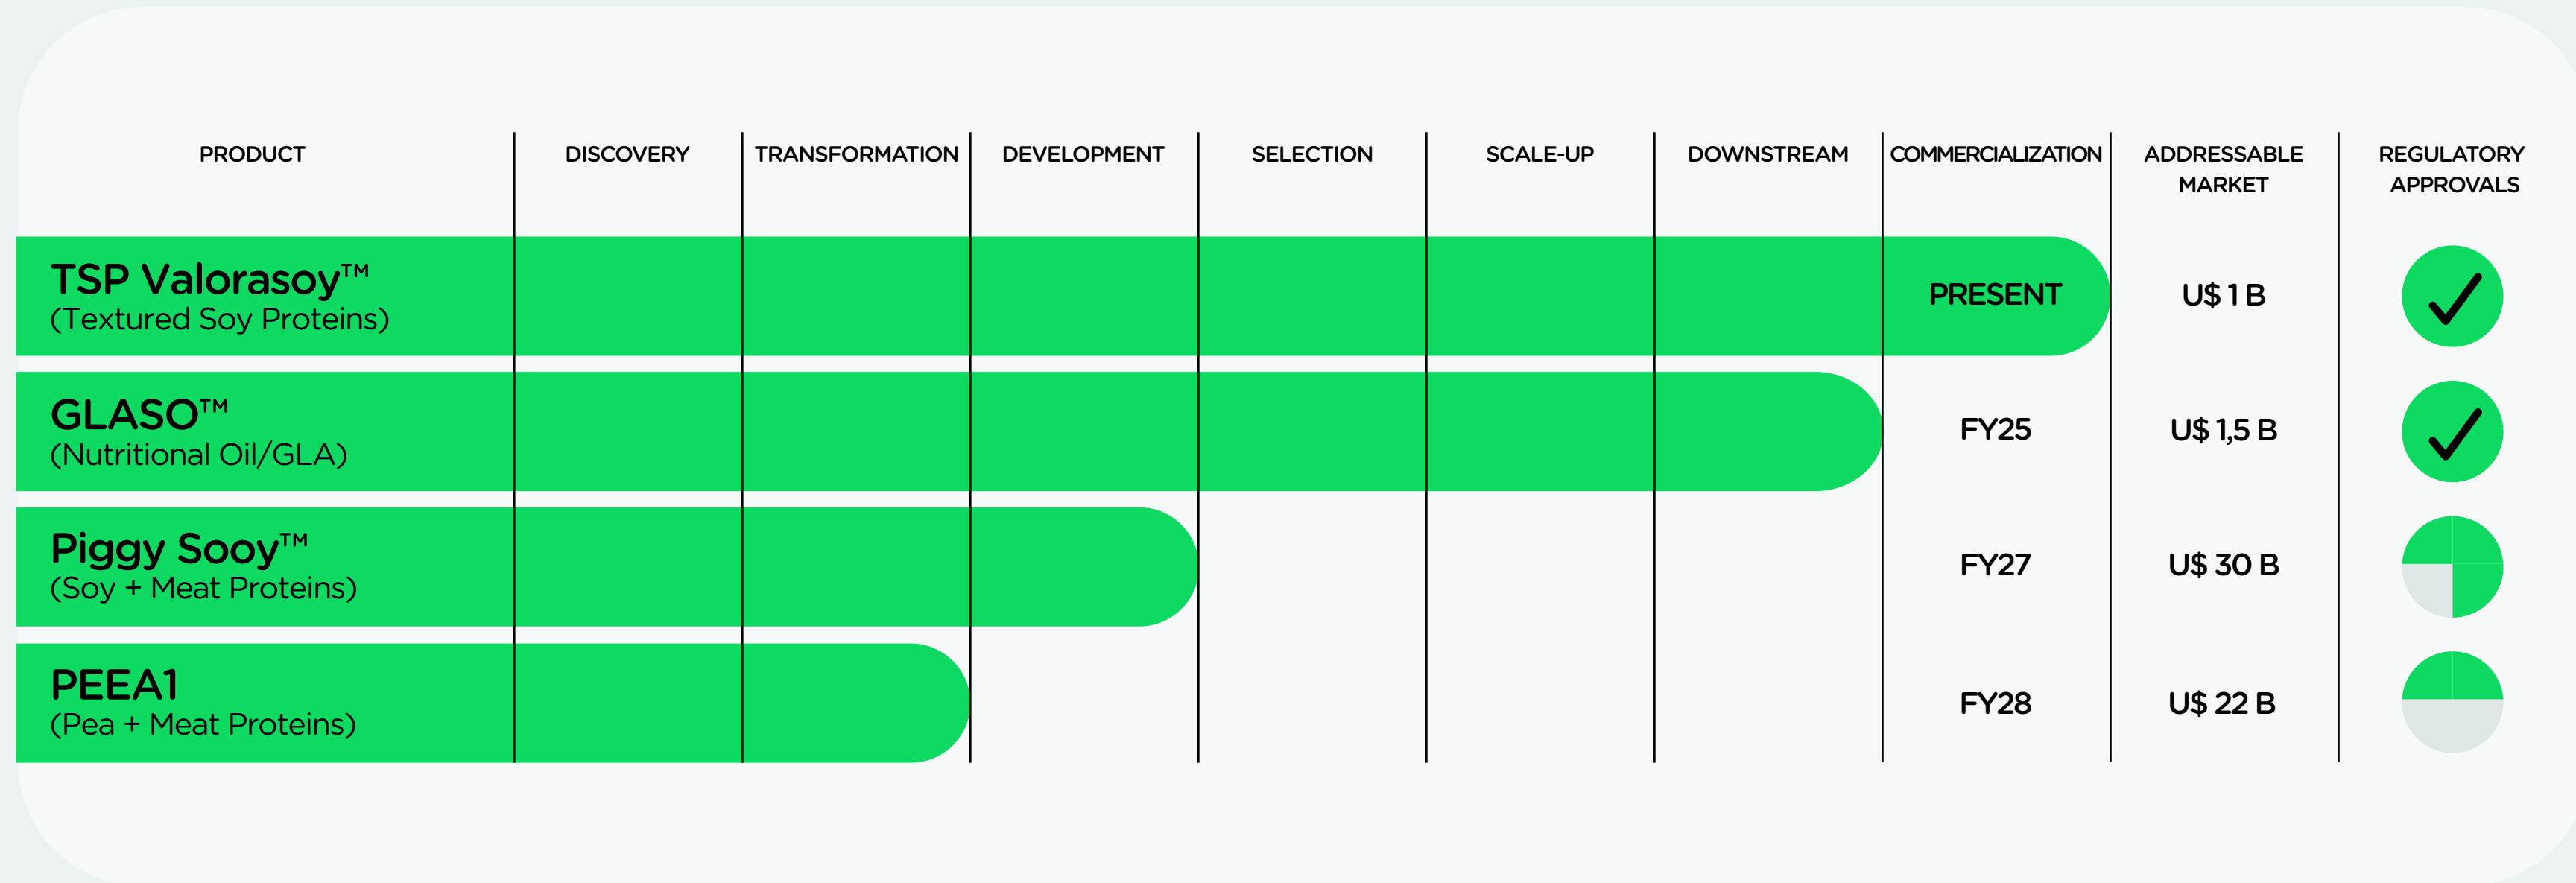 PRODUCT
DISCOVERY
TRANSFORMATION
DEVELOPMENT
SELECTION
SCALE-UP
DOWNSTREAM
COMMERCIALIZATION
ADDRESSABLE
MARKET
REGULATORY
APPROVALS
TSP Valorasoy™
(Textured Soy Proteins)
PRESENT
U$ 1 B
GLASO™
(Nutritional Oil/GLA)
FY25
U$ 1,5 B
Piggy Sooy™
(Soy + Meat Proteins)
FY27
U$ 30 B
PEEA1
(Pea + Meat Proteins)
FY28
U$ 22 B